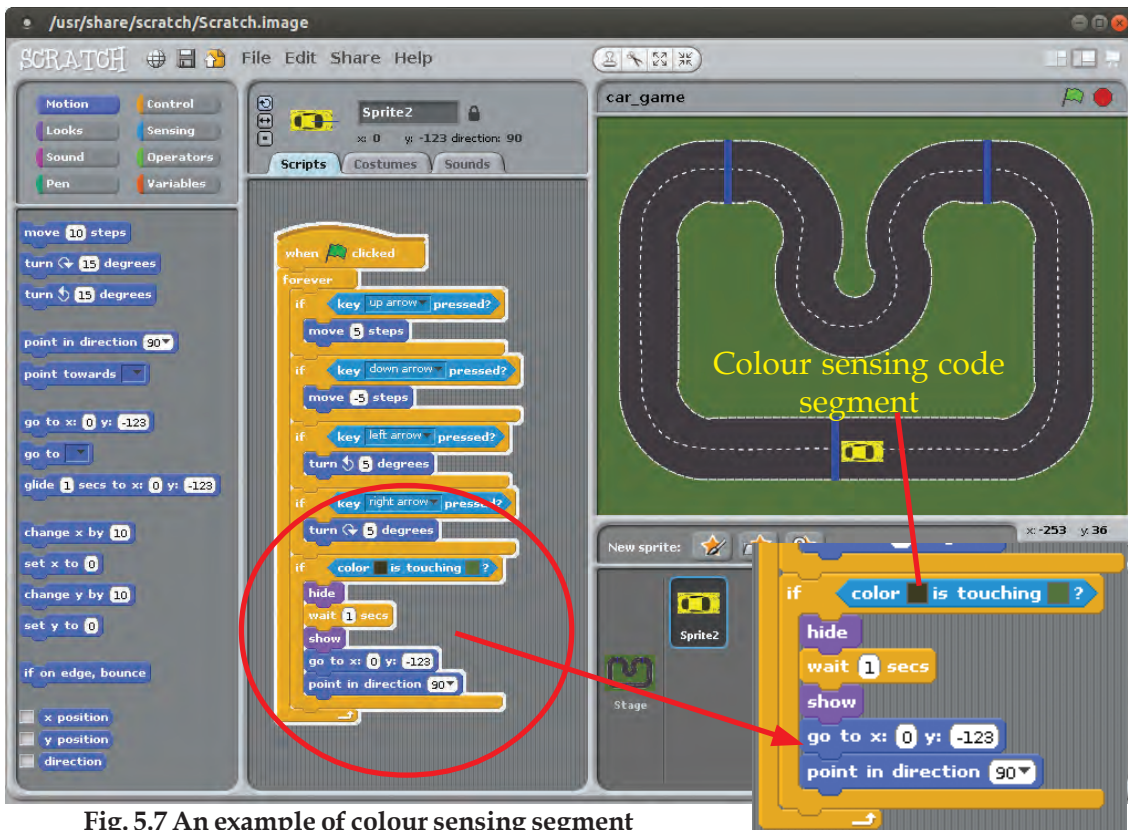 /usr/share/scratch/Scratch.image
SCRATCH File Edit Share Help
Motion Control
Looks Sensing
Sound Operators
Pen Variables
move 10 steps
turn 15 degrees
turn 15 degrees
point in direction 90
point towards
go to x: 0 y: -123
go to
glide 1 secs to x: 0 y: -123
change x by 10
set x to 0
change y by 10
set y to 0
if on edge, bounce
x position
y position
direction
Sprite2
x: 0 y: -123 direction: 90
Scripts Costumes Sounds
when clicked
forever
if key up arrow pressed?
move 5 steps
if key down arrow pressed?
move -5 steps
if key left arrow pressed?
turn 5 degrees
if key right arrow pressed?
turn 5 degrees
if color is touching ?
hide
wait 1 secs
show
go to x: 0 y: -123
point in direction 90
car_game
Colour sensing code
segment
x: -253 y: 36
New sprite:
Sprite2
Stage
if color is touching ?
hide
wait 1 secs
show
go to x: 0 y: -123
point in direction 90
Fig. 5.7 An example of colour sensing segment